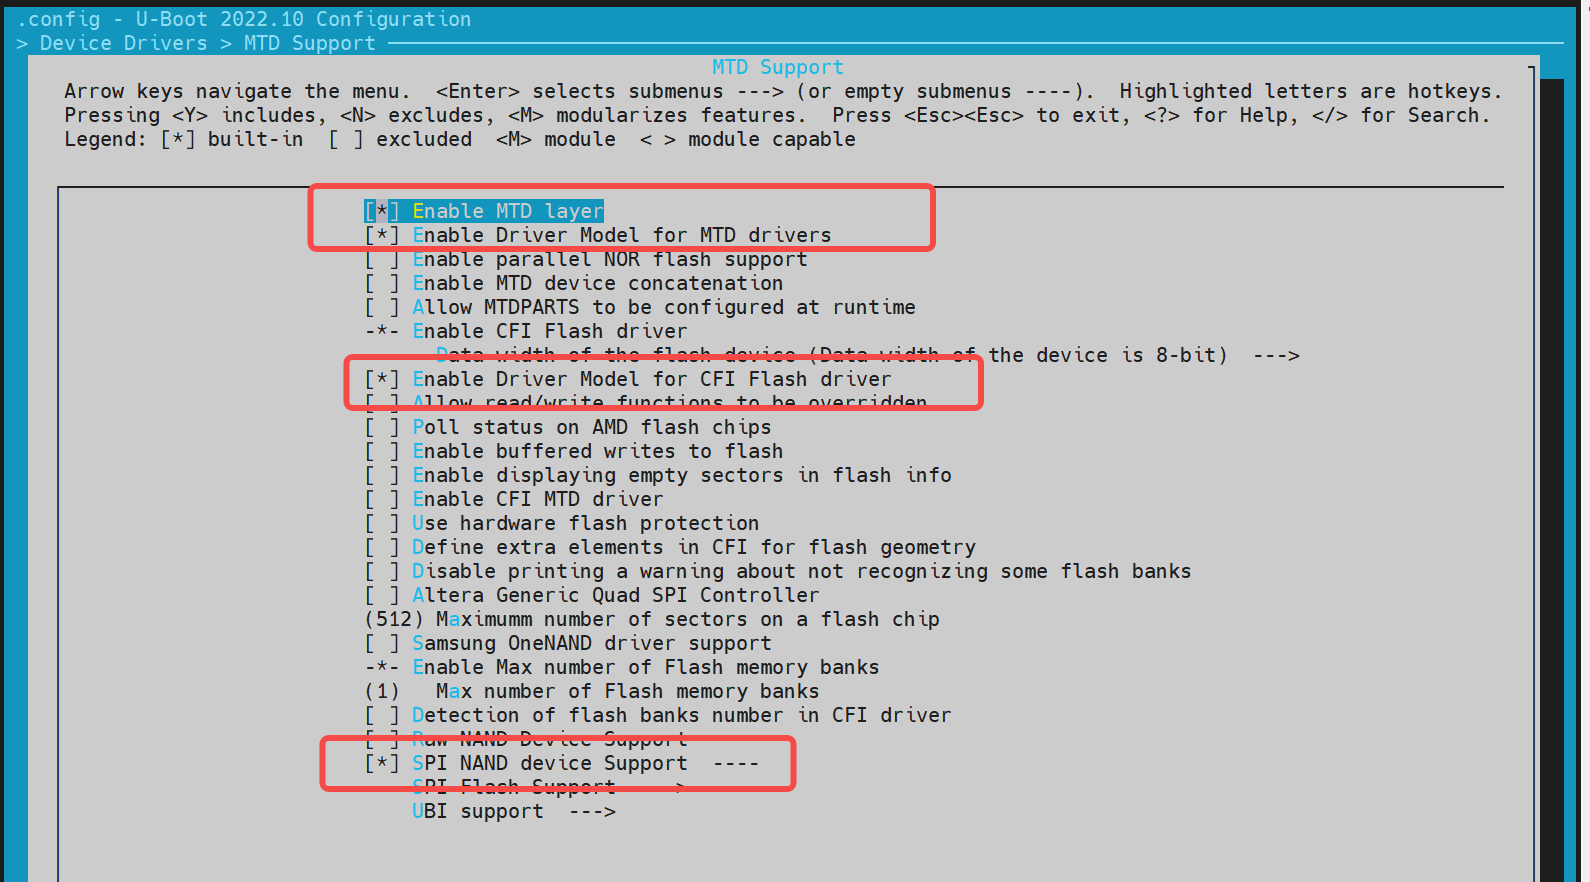 .config - U-Boot 2022.10 Configuration
> Device Drivers > MTD Support
MTD Support
Arrow keys navigate the menu.  <Enter> selects submenus ---> (or empty submenus ----).  Highlighted letters are hotkeys.
Pressing <Y> includes, <N> excludes, <M> modularizes features.  Press <Esc><Esc> to exit, <?> for Help, </> for Search.
Legend: [*] built-in  [ ] excluded  <M> module  < > module capable
[*] Enable MTD layer
[*] Enable Driver Model for MTD drivers
[ ] Enable parallel NOR flash support
[ ] Enable MTD device concatenation
[ ] Allow MTDPARTS to be configured at runtime
-*- Enable CFI Flash driver
Data width of the flash device (Data width of the device is 8-bit)  --->
[*] Enable Driver Model for CFI Flash driver
[ ] Allow read/write functions to be overridden
[ ] Poll status on AMD flash chips
[ ] Enable buffered writes to flash
[ ] Enable displaying empty sectors in flash info
[ ] Enable CFI MTD driver
[ ] Use hardware flash protection
[ ] Define extra elements in CFI for flash geometry
[ ] Disable printing a warning about not recognizing some flash banks
[ ] Altera Generic Quad SPI Controller
(512) Maximumm number of sectors on a flash chip
[ ] Samsung OneNAND driver support
-*- Enable Max number of Flash memory banks
(1)   Max number of Flash memory banks
[ ] Detection of flash banks number in CFI driver
[ ] Raw NAND Device Support
[*] SPI NAND device Support  ----
SPI Flash Support  --->
UBI support  --->